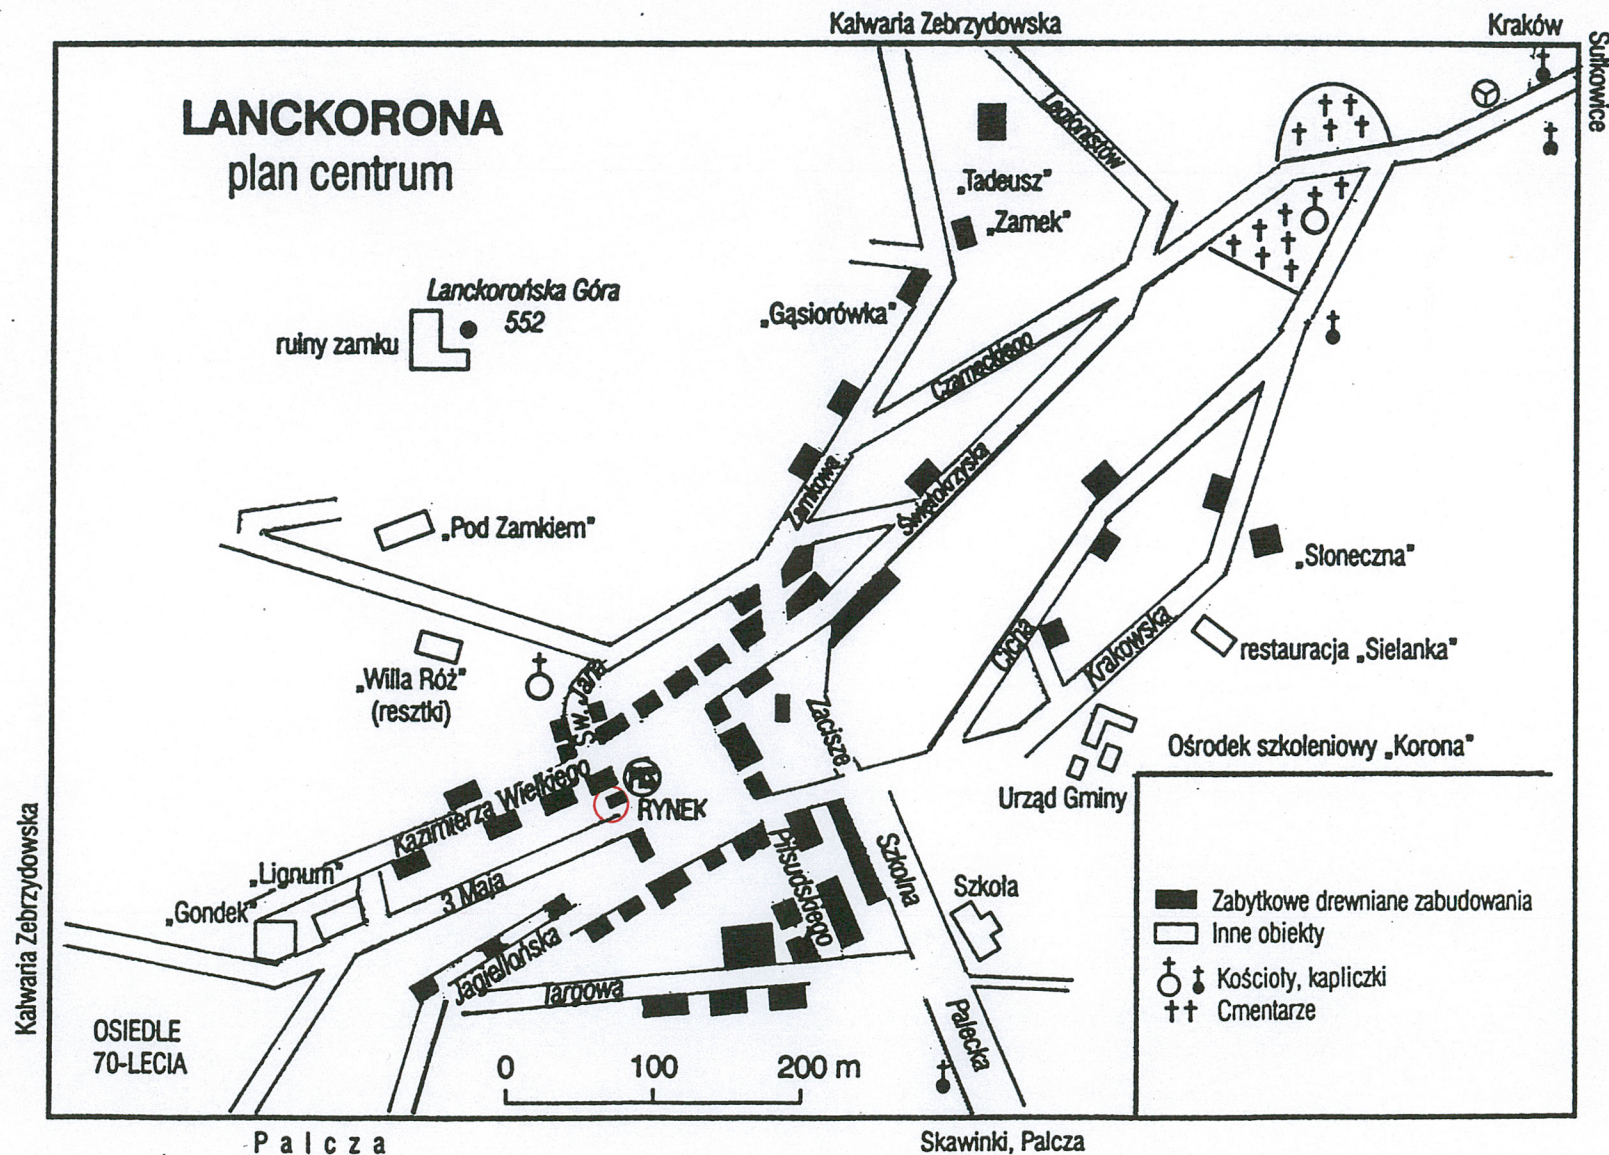 Kalwaria Zebrzydowska
Kraków
Sułkowice
LANCKORONA
plan centrum
Legionistów
„Tadeusz"
„Zamek"
Lanckorońska Góra
552
ruiny zamku
„Gąsiorówka"
Czarneckiego
Zamkowa
Świętokrzyska
„Pod Zamkiem"
„Słoneczna"
Cicha
Krakowska
restauracja „Sielanka"
„Willa Róż"
(resztki)
Św. Jana
Zacisze
Ośrodek szkoleniowy „Korona"
Urząd Gminy
Kazimierza Wielkiego
RYNEK
„Lignum"
„Gondek"
3 Maja
Piłsudskiego
Szkolna
Szkoła
Jagiellońska
Targowa
Palecka
Kalwaria Zebrzydowska
OSIEDLE
70-LECIA
0 100 200 m
Zabytkowe drewniane zabudowania
Inne obiekty
Kościoły, kapliczki
Cmentarze
Palcza
Skawinki, Palcza